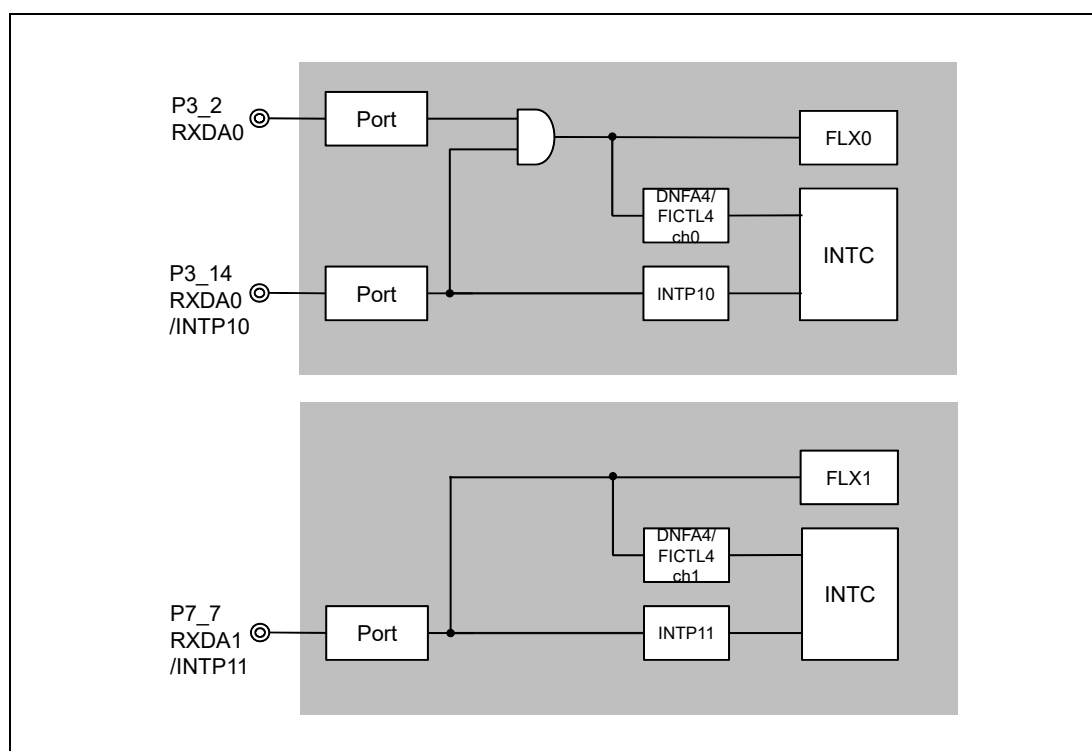 P3_2
RXDA0
Port
FLX0
DNFA4/
FICTL4
ch0
INTC
P3_14
RXDA0
/INTP10
Port
INTP10
FLX1
DNFA4/
FICTL4
ch1
INTC
P7_7
RXDA1
/INTP11
Port
INTP11